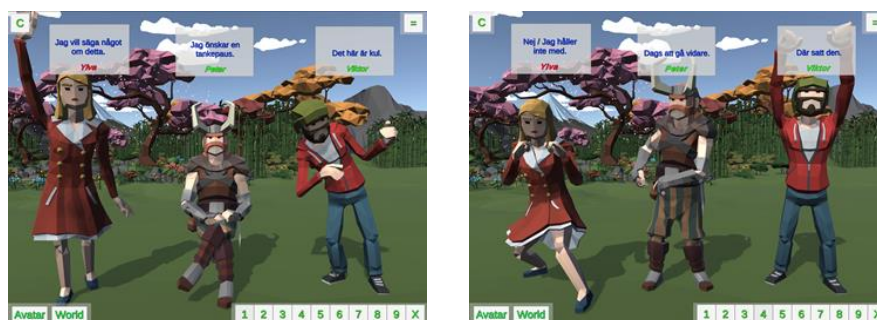 C
=
Jag vill säga något
om detta.
Ylva
Jag önskar en
tankepaus.
Peter
Det här är kul.
Viktor
Avatar World 1 2 3 4 5 6 7 8 9 X
C
=
Nej / Jag håller
inte med.
Ylva
Dags att gå vidare.
Peter
Där satt den.
Viktor
Avatar World 1 2 3 4 5 6 7 8 9 X